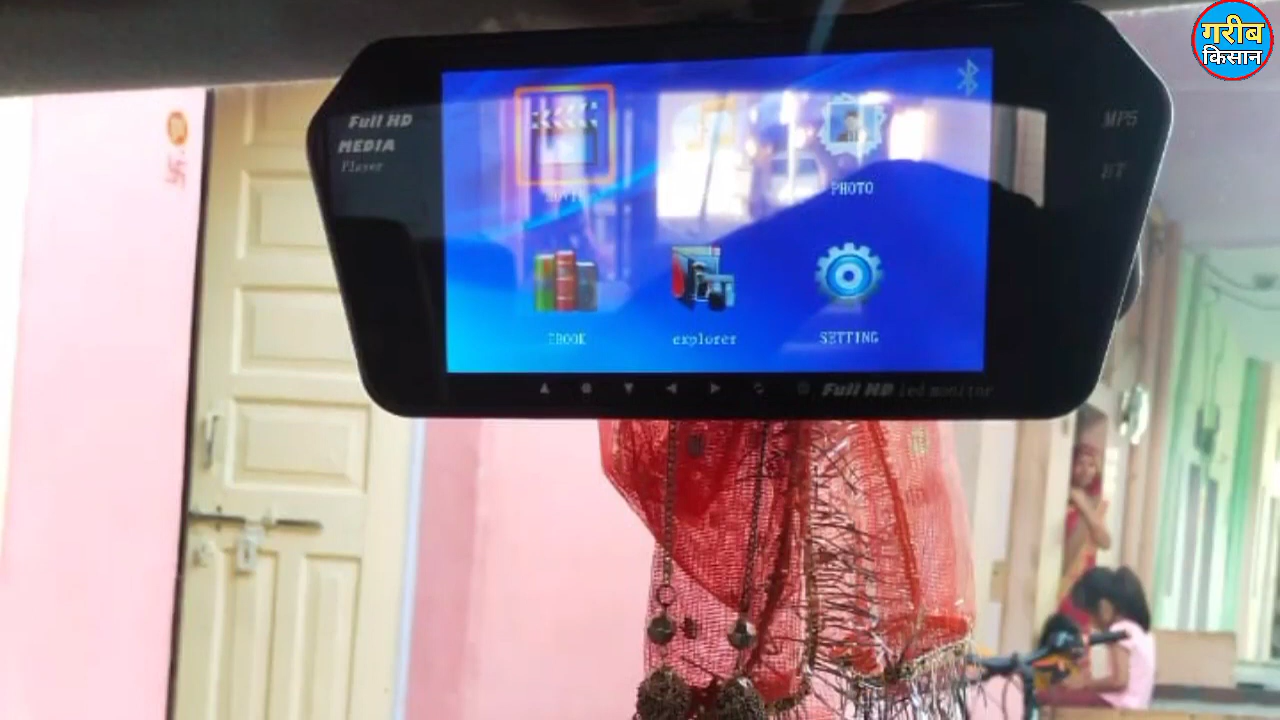 गरीब
किसान
Full HD
MEDIA
Player
MP5
BT
PHOTO
EBOOK
explorer
SETTING
Full HD led monitor